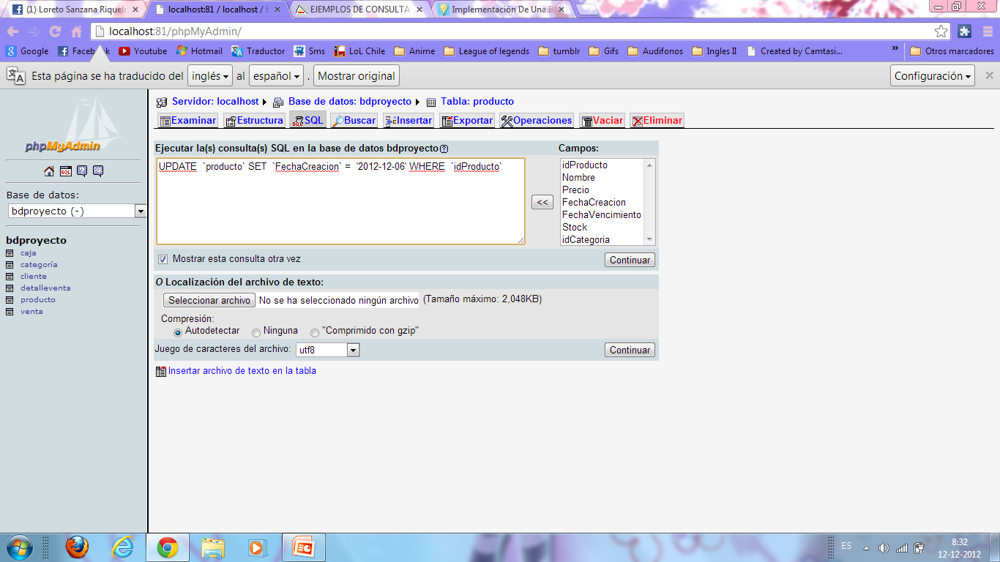 (1) Loreto Sanzana Riquelm
localhost:81 / localhost / b
EJEMPLOS DE CONSULTA
Implementación De Una B
localhost:81/phpMyAdmin/
Google Facebook Youtube Hotmail Traductor Sms LoL Chile Anime League of legends tumblr Gifs Audifonos Ingles II Created by Camtasi... » Otros marcadores
Esta página se ha traducido del inglés al español . Mostrar original Configuración
phpMyAdmin
SQL
SQL
Base de datos:
bdproyecto (-)
bdproyecto
caja
categoría
cliente
detalleventa
producto
venta
Servidor: localhost Base de datos: bdproyecto Tabla: producto
Examinar Estructura SQL Buscar Insertar Exportar Operaciones Vaciar Eliminar
Ejecutar la(s) consulta(s) SQL en la base de datos bdproyecto
UPDATE `producto` SET `FechaCreacion` = '2012-12-06' WHERE `idProducto`
<<
Campos:
idProducto
Nombre
Precio
FechaCreacion
FechaVencimiento
Stock
idCategoria
Mostrar esta consulta otra vez
Continuar
O Localización del archivo de texto:
Seleccionar archivo No se ha seleccionado ningún archivo (Tamaño máximo: 2,048KB)
Compresión:
Autodetectar Ninguna "Comprimido con gzip"
Juego de caracteres del archivo: utf8
Continuar
Insertar archivo de texto en la tabla
ES
8:32
12-12-2012